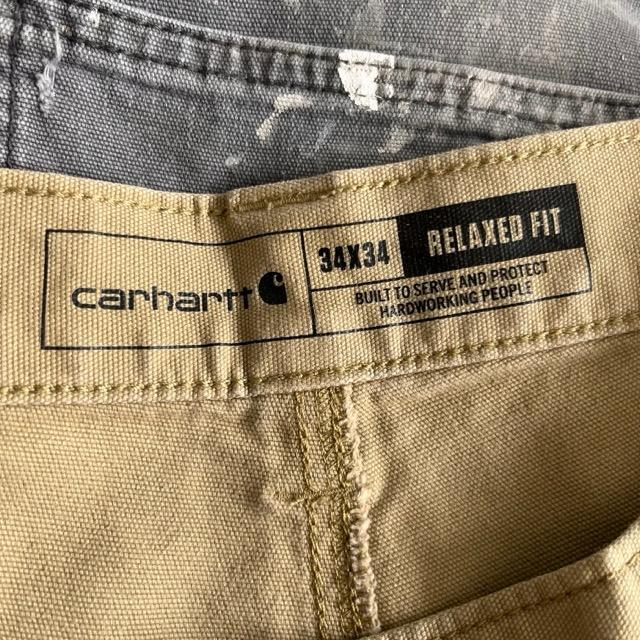 carhartt
34X34
RELAXED FIT
BUILT TO SERVE AND PROTECT
HARDWORKING PEOPLE